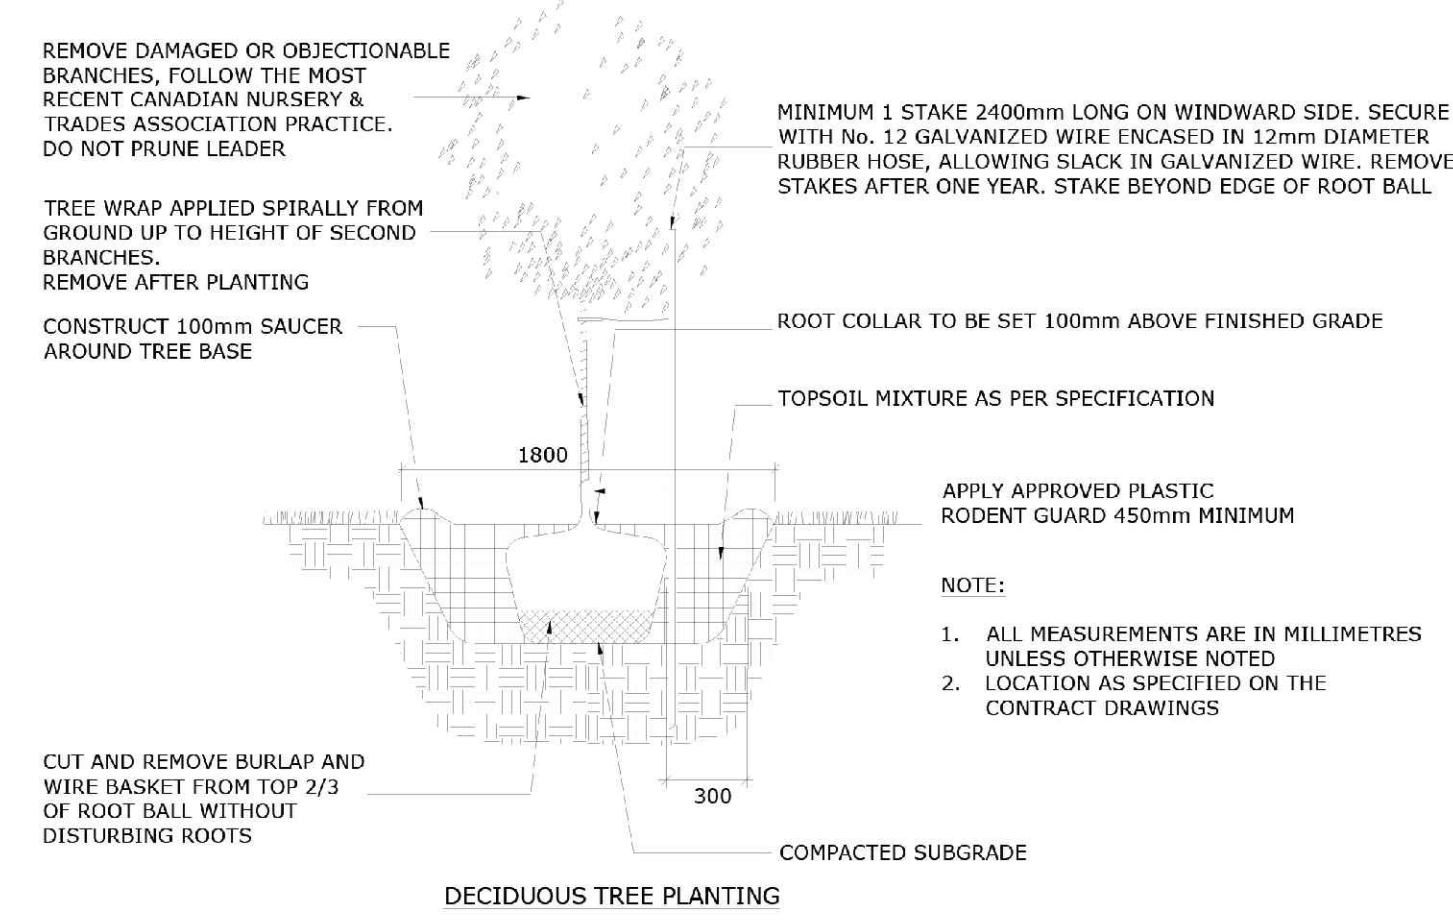 REMOVE DAMAGED OR OBJECTIONABLE
BRANCHES, FOLLOW THE MOST
RECENT CANADIAN NURSERY &
TRADES ASSOCIATION PRACTICE.
DO NOT PRUNE LEADER
MINIMUM 1 STAKE 2400mm LONG ON WINDWARD SIDE. SECURE
WITH No. 12 GALVANIZED WIRE ENCASED IN 12mm DIAMETER
RUBBER HOSE, ALLOWING SLACK IN GALVANIZED WIRE. REMOVE
STAKES AFTER ONE YEAR. STAKE BEYOND EDGE OF ROOT BALL
TREE WRAP APPLIED SPIRALLY FROM
GROUND UP TO HEIGHT OF SECOND
BRANCHES.
REMOVE AFTER PLANTING
CONSTRUCT 100mm SAUCER
AROUND TREE BASE
ROOT COLLAR TO BE SET 100mm ABOVE FINISHED GRADE
TOPSOIL MIXTURE AS PER SPECIFICATION
1800
APPLY APPROVED PLASTIC
RODENT GUARD 450mm MINIMUM
NOTE:
1. ALL MEASUREMENTS ARE IN MILLIMETRES
UNLESS OTHERWISE NOTED
2. LOCATION AS SPECIFIED ON THE
CONTRACT DRAWINGS
CUT AND REMOVE BURLAP AND
WIRE BASKET FROM TOP 2/3
OF ROOT BALL WITHOUT
DISTURBING ROOTS
300
COMPACTED SUBGRADE
DECIDUOUS TREE PLANTING